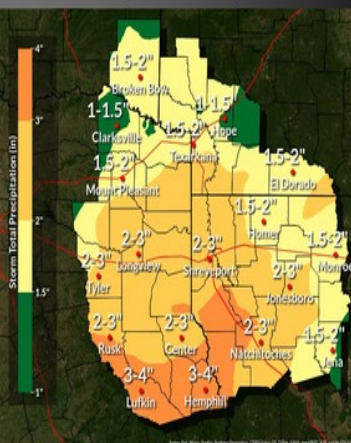 4"
3"
2"
1.5"
1"
Storm Total Precipitation (in)
1.5-2"
Broken Bow
1-1.5"
Clarksville
1-1.5"
Hope
1.5-2"
Texarkana
1.5-2"
Mount Pleasant
1.5-2"
El Dorado
1.5-2"
Homer
1.5-2"
Monroe
2-3"
Tyler
2-3"
Longview
2-3"
Shreveport
2-3"
Jonesboro
2-3"
Rusk
2-3"
Center
2-3"
Natchitoches
1.5-2"
Jena
3-4"
Lufkin
3-4"
Hemphill